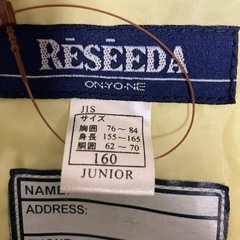 RESEEDA
ON·YO·NE
JIS
サイズ
胸囲 76～84
身長 155～165
胴囲 62～70
160
JUNIOR
NAME:
ADDRESS: